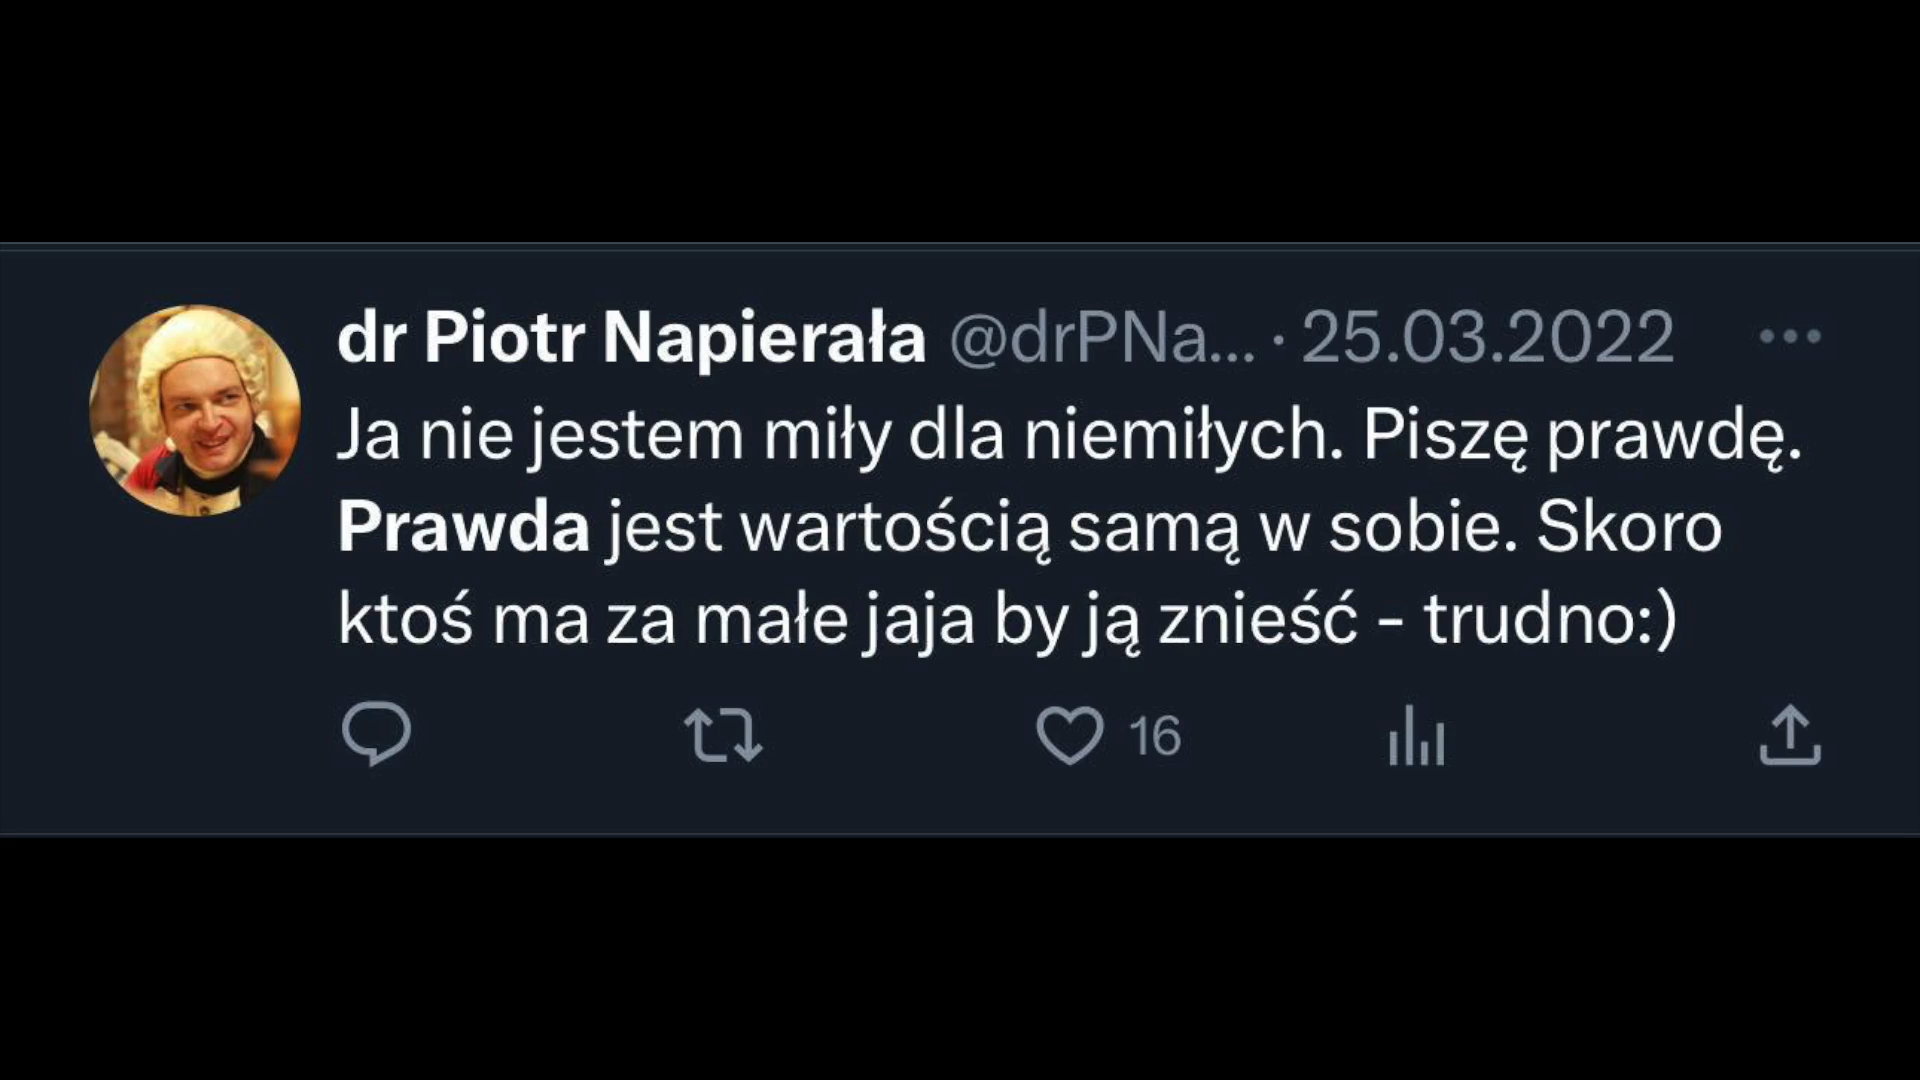 dr Piotr Napierała @drPNa... · 25.03.2022
Ja nie jestem miły dla niemiłych. Piszę prawdę.
Prawda jest wartością samą w sobie. Skoro
ktoś ma za małe jaja by ją znieść - trudno:)
16